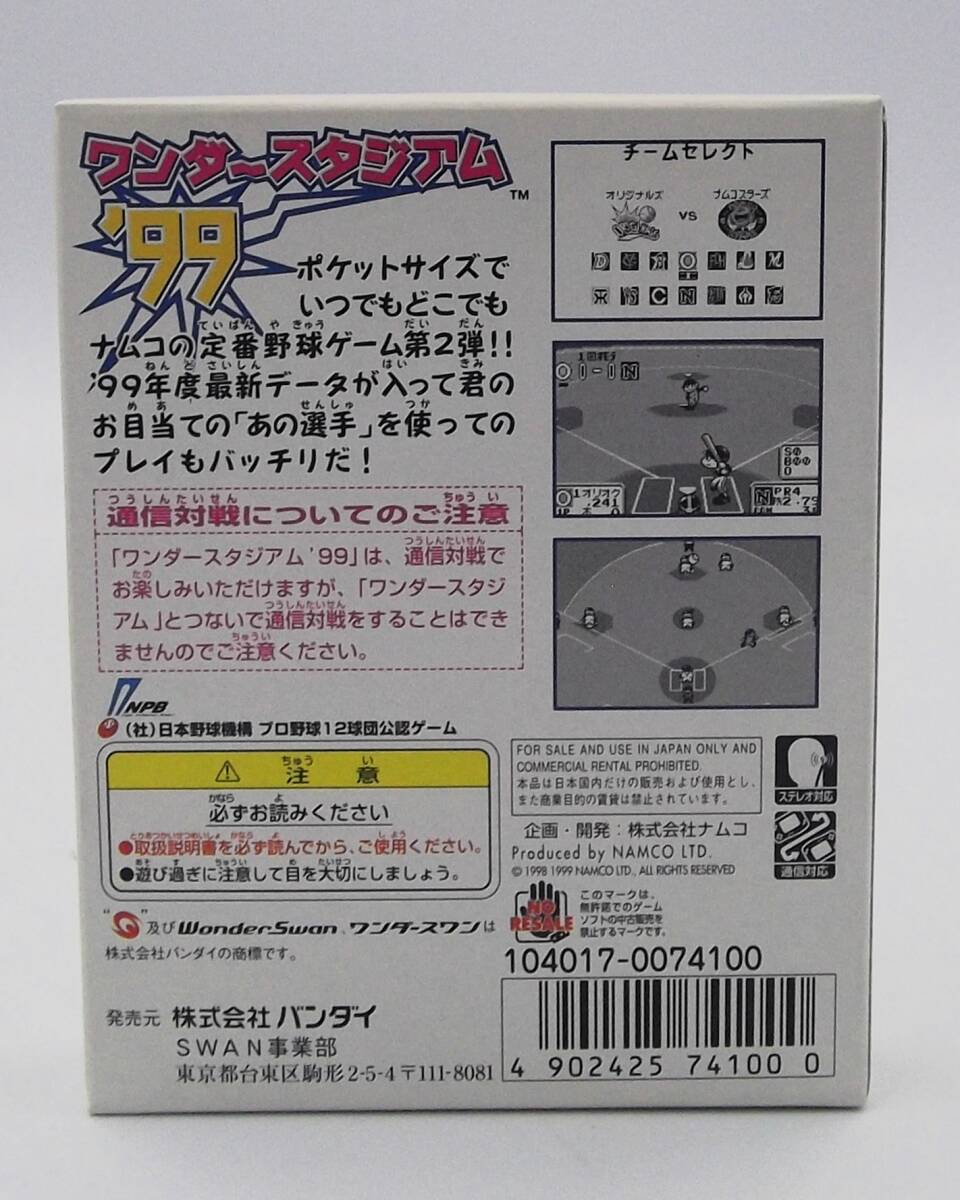 ワンダースタジアム™
'99
ポケットサイズで
いつでもどこでも
ナムコの定番野球ゲーム第2弾!!
'99年度最新データが入って君の
お目当ての「あの選手」を使っての
プレイもバッチリだ!
通信対戦についてのご注意
「ワンダースタジアム'99」は、通信対戦で
お楽しみいただけますが、「ワンダースタジ
アム」とつないで通信対戦をすることはでき
ませんのでご注意ください。
NPB
(社)日本野球機構 プロ野球12球団公認ゲーム
⚠ 注意
必ずお読みください
●取扱説明書を必ず読んでから、ご使用ください。
●遊び過ぎに注意して目を大切にしましょう。
" "及びWonderSwan、ワンダースワンは
株式会社バンダイの商標です。
発売元 株式会社バンダイ
SWAN事業部
東京都台東区駒形2-5-4〒111-8081
チームセレクト
オリジナルズ
vs
ナムコスターズ
O 1-1 N
S
B
O
1オリオク
.241
PR4
FOR SALE AND USE IN JAPAN ONLY AND
COMMERCIAL RENTAL PROHIBITED.
本品は日本国内だけの販売および使用とし、
また商業目的の賃貸は禁止されています。
ステレオ対応
企画・開発:株式会社ナムコ
Produced by NAMCO LTD.
© 1998 1999 NAMCO LTD., ALL RIGHTS RESERVED
通信対応
NO
RESALE
このマークは、
無許諾でのゲーム
ソフトの中古販売を
禁止するマークです。
104017-0074100
4 902425 74100 0